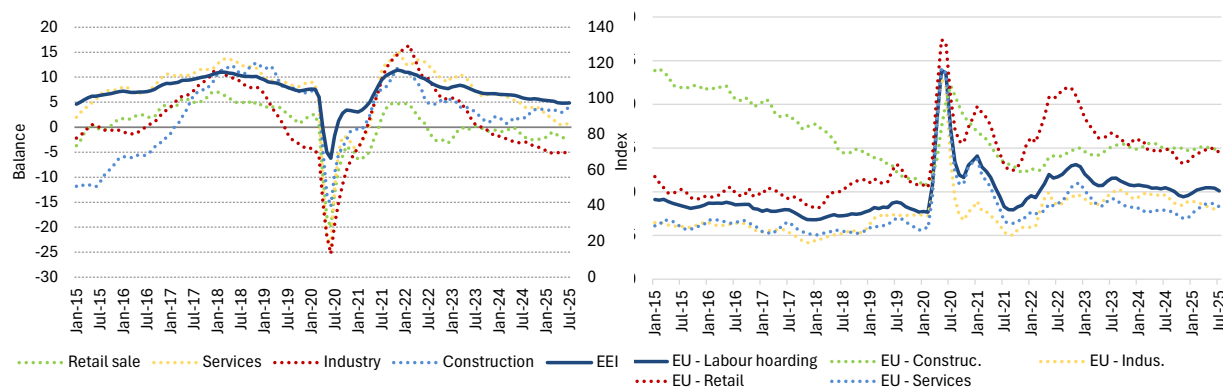 20
15
10
5
0
-5
-10
-15
-20
-25
-30
Balance
140
120
100
80
60
40
20
0
Index
Jan-15
Jul-15
Jan-16
Jul-16
Jan-17
Jul-17
Jan-18
Jul-18
Jan-19
Jul-19
Jan-20
Jul-20
Jan-21
Jul-21
Jan-22
Jul-22
Jan-23
Jul-23
Jan-24
Jul-24
Jan-25
Jul-25
Retail sale Services Industry Construction EEI
Jan-15
Jul-15
Jan-16
Jul-16
Jan-17
Jul-17
Jan-18
Jul-18
Jan-19
Jul-19
Jan-20
Jul-20
Jan-21
Jul-21
Jan-22
Jul-22
Jan-23
Jul-23
Jan-24
Jul-24
Jan-25
Jul-25
EU - Labour hoarding EU - Construc. EU - Indus.
EU - Retail EU - Services